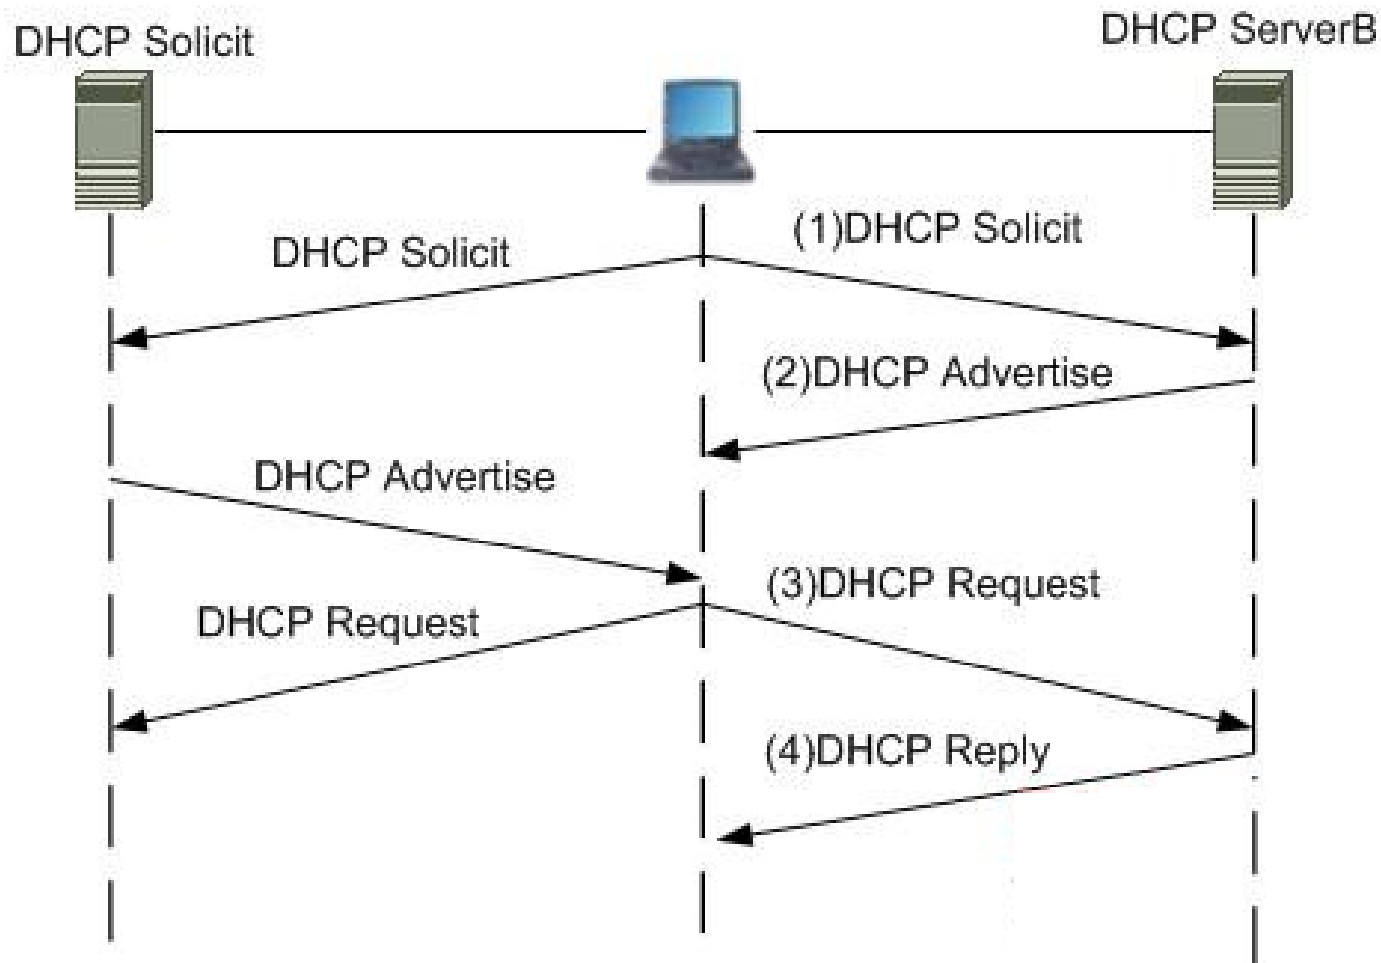 DHCP Solicit
DHCP ServerB
DHCP Solicit
(1)DHCP Solicit
(2)DHCP Advertise
DHCP Advertise
(3)DHCP Request
DHCP Request
(4)DHCP Reply